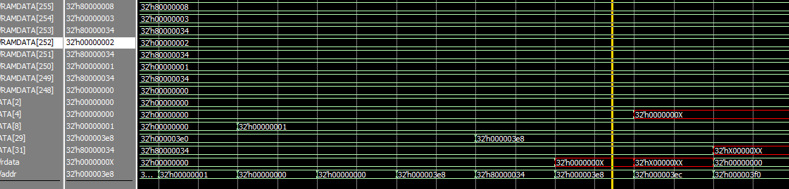 RAMDATA[255] 32'h80000008 32'h80000008
RAMDATA[254] 32'h00000003 32'h00000003
RAMDATA[253] 32'h80000034 32'h80000034
RAMDATA[252] 32'h00000002 32'h00000002
RAMDATA[251] 32'h80000034 32'h80000034
RAMDATA[250] 32'h00000001 32'h00000001
RAMDATA[249] 32'h80000034 32'h80000034
RAMDATA[248] 32'h00000000 32'h00000000
ATA[2] 32'h00000000 32'h00000000
ATA[4] 32'h00000000 32'h00000000 32'h0000000X
ATA[8] 32'h00000001 32'h00000000 32'h00000001
ATA[29] 32'h000003e8 32'h000003e0 32'h000003e8
ATA[31] 32'h80000034 32'h80000034 32'hX00000XX
/rdata 32'h0000000X 32'h00000000 32'h0000000X 32'hX00000XX 32'h00000000
/addr 32'h000003e8 3... 32'h00000001 32'h00000000 32'h00000000 32'h000003e8 32'h80000034 32'h000003e8 32'h000003ec 32'h000003f0